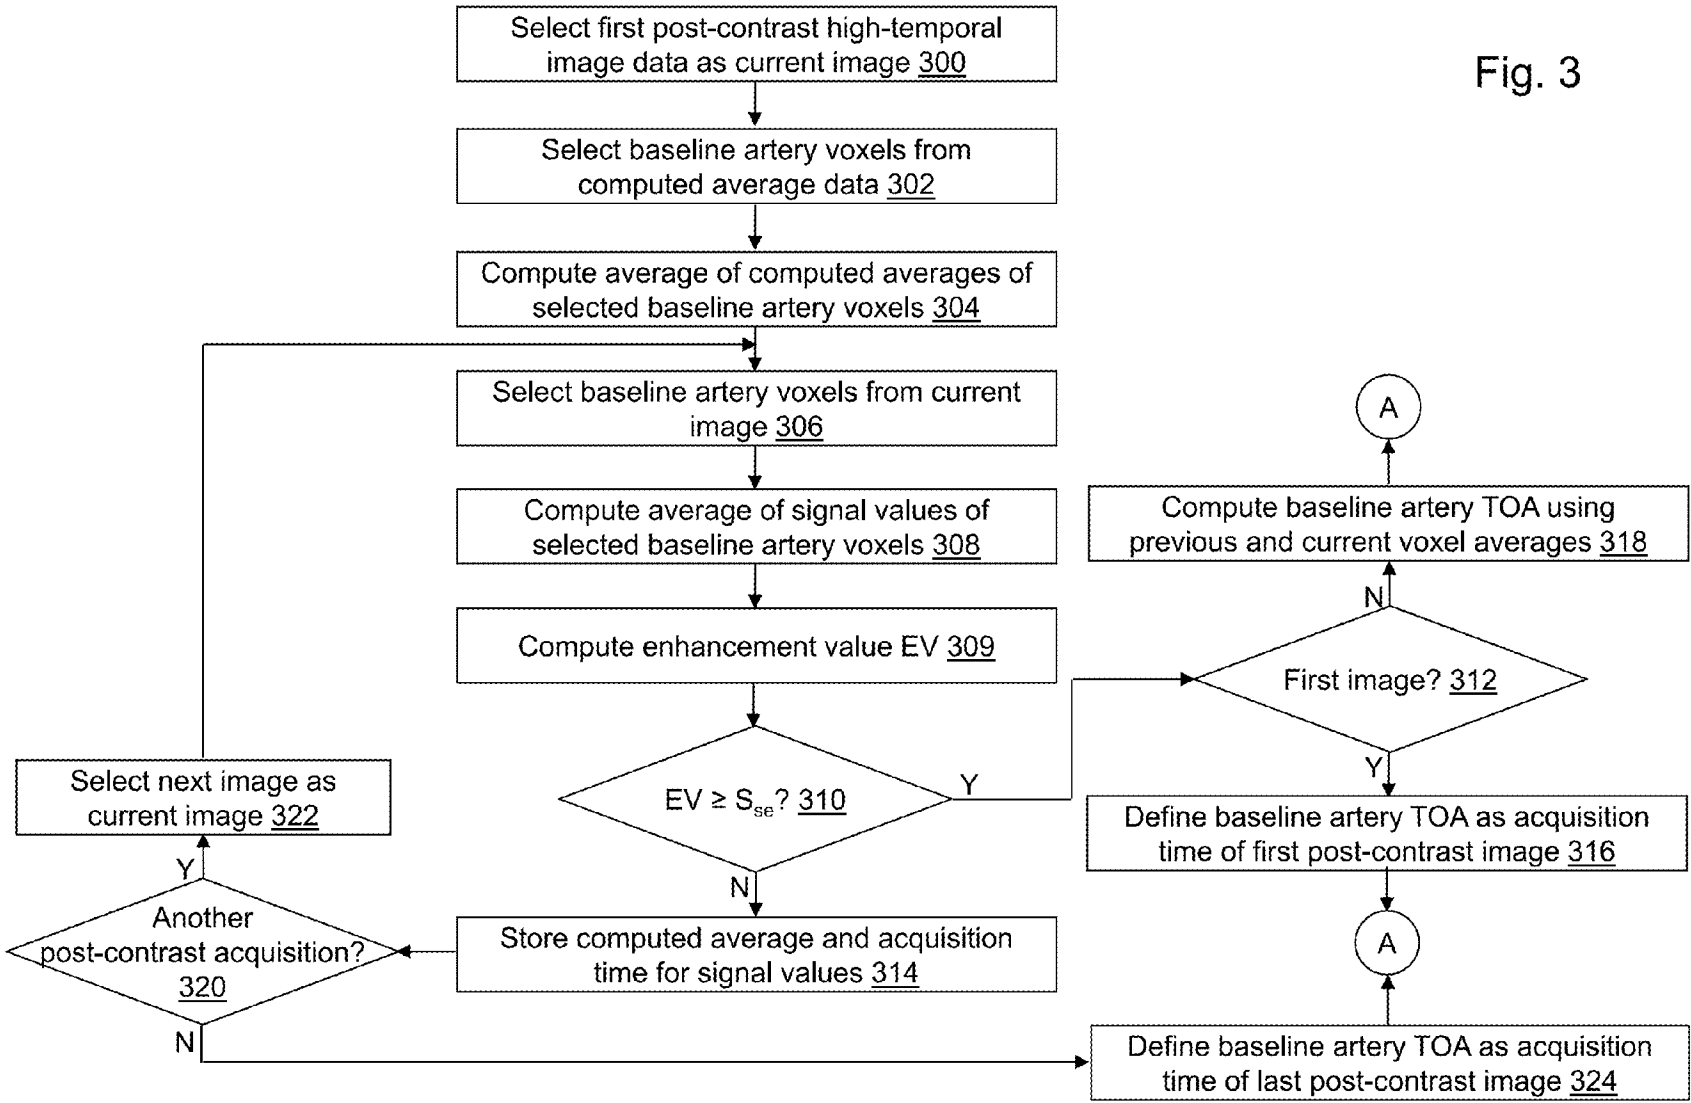 Select first post-contrast high-temporal
image data as current image 300
Fig. 3
Select baseline artery voxels from
computed average data 302
Compute average of computed averages of
selected baseline artery voxels 304
Select baseline artery voxels from current
image 306
A
Compute average of signal values of
selected baseline artery voxels 308
Compute baseline artery TOA using
previous and current voxel averages 318
N
Compute enhancement value EV 309
First image? 312
Y
Select next image as
current image 322
EV ≥ Sse? 310
Y
Define baseline artery TOA as acquisition
time of first post-contrast image 316
Y
N
Another
post-contrast acquisition?
320
Store computed average and acquisition
time for signal values 314
A
N
Define baseline artery TOA as acquisition
time of last post-contrast image 324